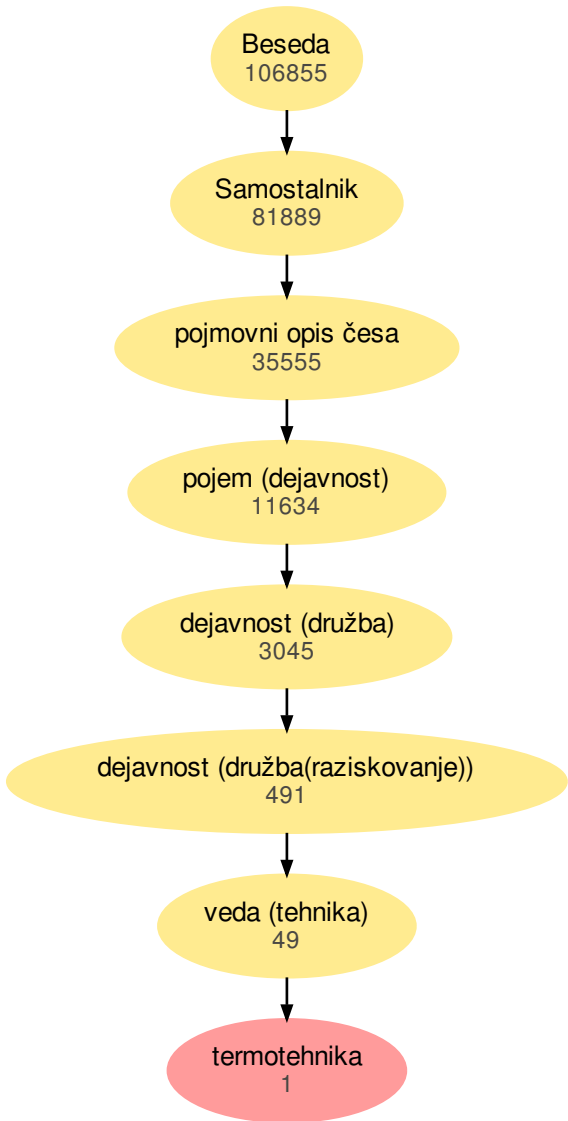 Beseda
106855
Samostalnik
81889
pojmovni opis česa
35555
pojem (dejavnost)
11634
dejavnost (družba)
3045
dejavnost (družba(raziskovanje))
491
veda (tehnika)
49
termotehnika
1